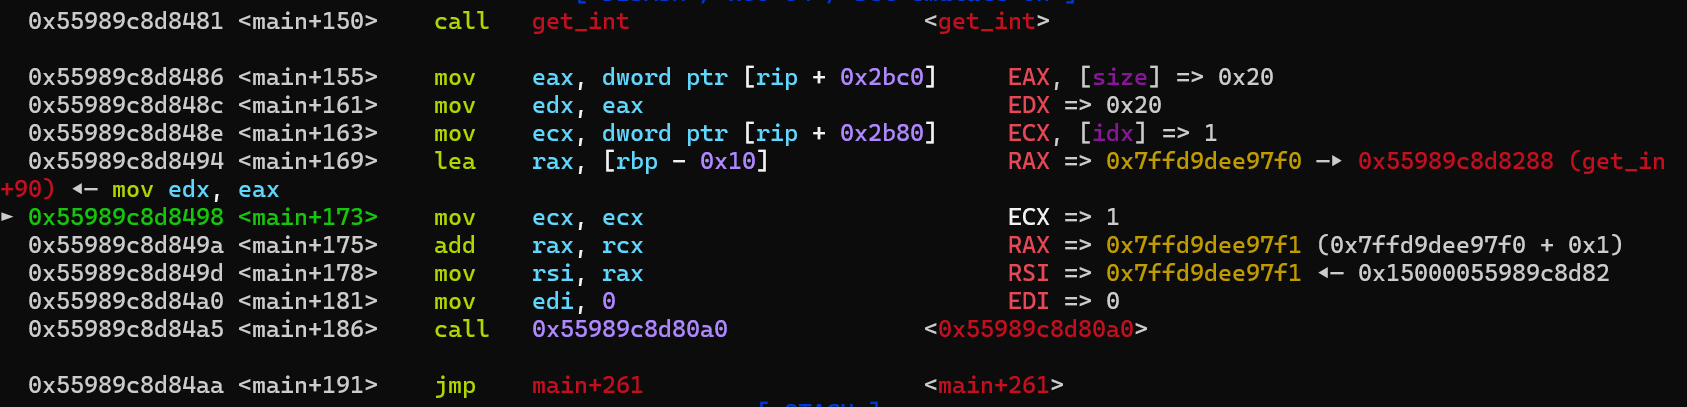 0x55989c8d8481 <main+150> call get_int <get_int>
0x55989c8d8486 <main+155> mov eax, dword ptr [rip + 0x2bc0] EAX, [size] => 0x20
0x55989c8d848c <main+161> mov edx, eax EDX => 0x20
0x55989c8d848e <main+163> mov ecx, dword ptr [rip + 0x2b80] ECX, [idx] => 1
0x55989c8d8494 <main+169> lea rax, [rbp - 0x10] RAX => 0x7ffd9dee97f0 —▸ 0x55989c8d8288 (get_in
+90) ◂— mov edx, eax
► 0x55989c8d8498 <main+173> mov ecx, ecx ECX => 1
0x55989c8d849a <main+175> add rax, rcx RAX => 0x7ffd9dee97f1 (0x7ffd9dee97f0 + 0x1)
0x55989c8d849d <main+178> mov rsi, rax RSI => 0x7ffd9dee97f1 ◂— 0x15000055989c8d82
0x55989c8d84a0 <main+181> mov edi, 0 EDI => 0
0x55989c8d84a5 <main+186> call 0x55989c8d80a0 <0x55989c8d80a0>
0x55989c8d84aa <main+191> jmp main+261 <main+261>